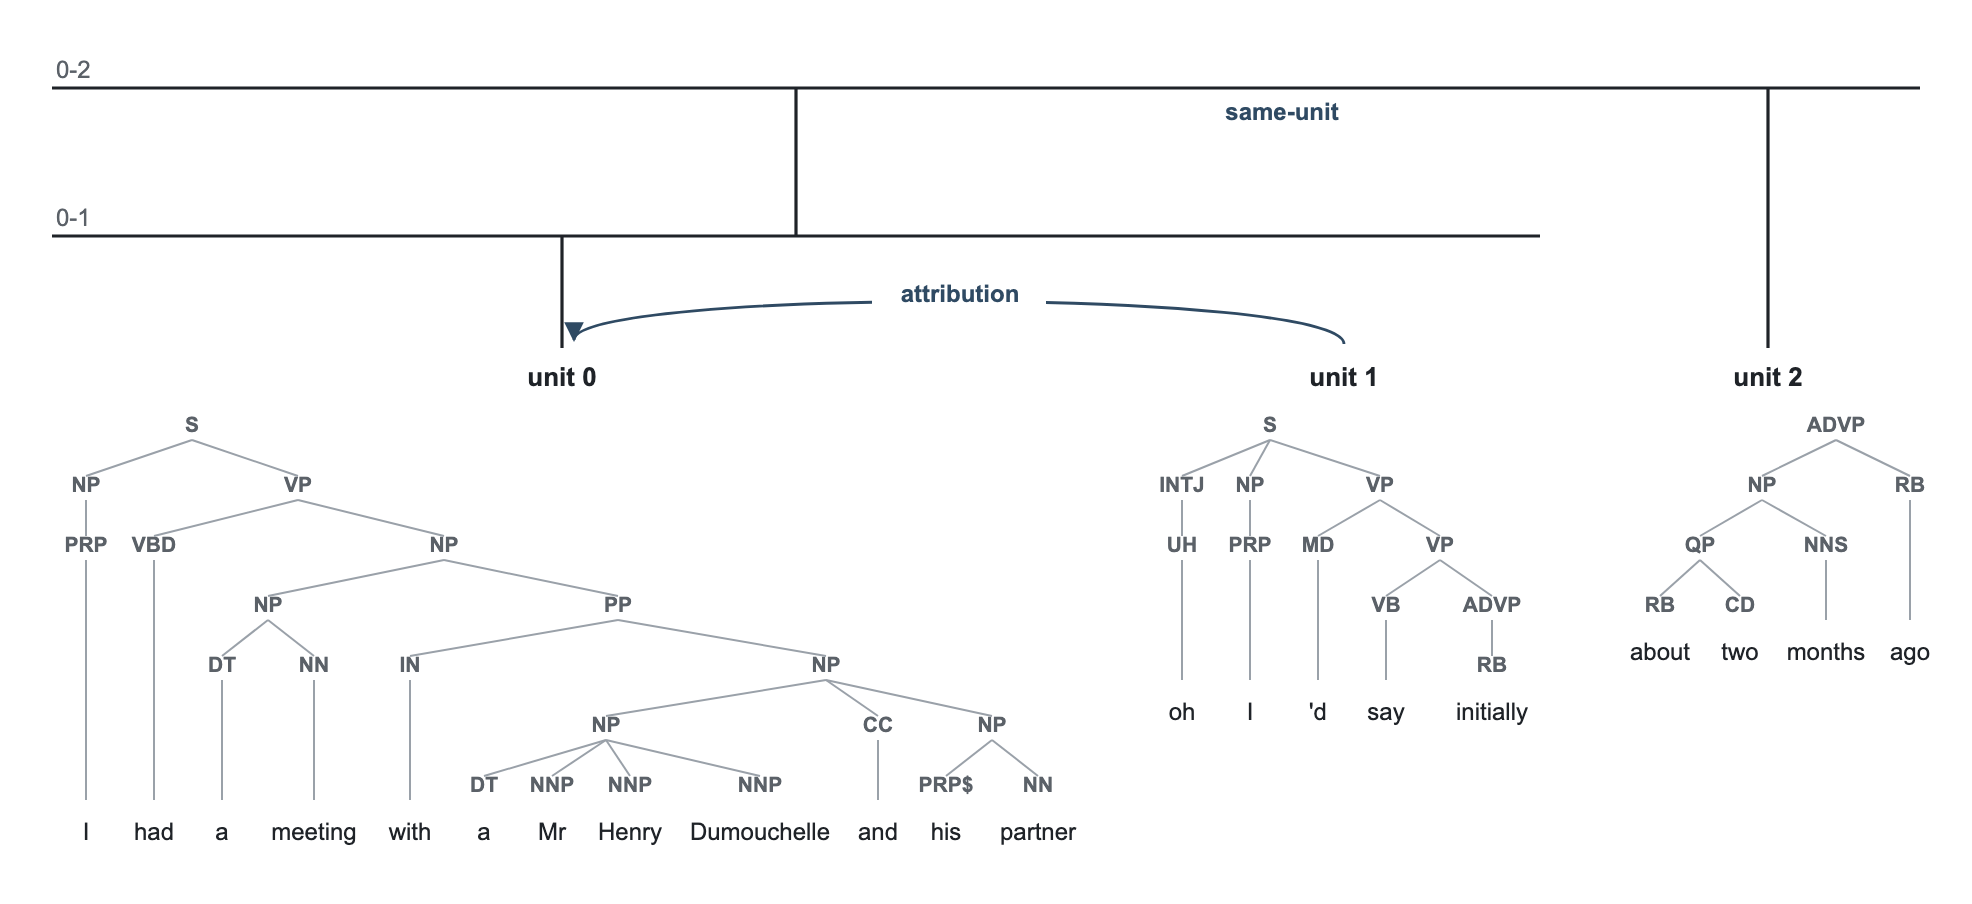 0-2
same-unit
0-1
attribution
unit 0 unit 1 unit 2
S S ADVP
NP VP INTJ NP VP NP RB
PRP VBD NP UH PRP MD VP QP NNS
NP PP VB ADVP RB CD
about two months ago
DT NN IN NP RB
oh I 'd say initially
NP CC NP
DT NNP NNP NNP PRP$ NN
I had a meeting with a Mr Henry Dumouchelle and his partner